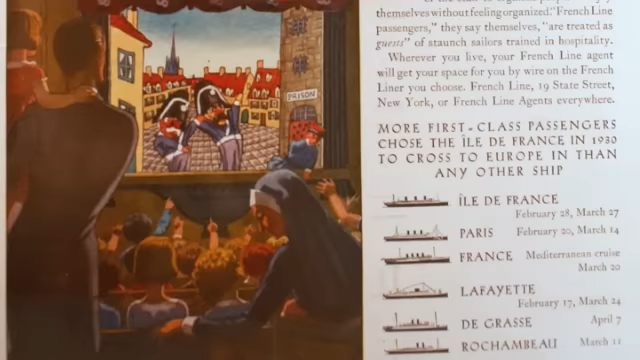 PRISON
themselves without feeling organized. "French Line
passengers," they say themselves, "are treated as
guests" of staunch sailors trained in hospitality.
Wherever you live, your French Line agent
will get your space for you by wire on the French
Liner you choose. French Line, 19 State Street,
New York, or French Line Agents everywhere.
MORE FIRST-CLASS PASSENGERS
CHOSE THE ÎLE DE FRANCE IN 1930
TO CROSS TO EUROPE IN THAN
ANY OTHER SHIP
ÎLE DE FRANCE
February 28, March 27
PARIS February 20, March 14
FRANCE Mediterranean cruise
March 20
LAFAYETTE
February 17, March 24
DE GRASSE April 7
ROCHAMBEAU March 11